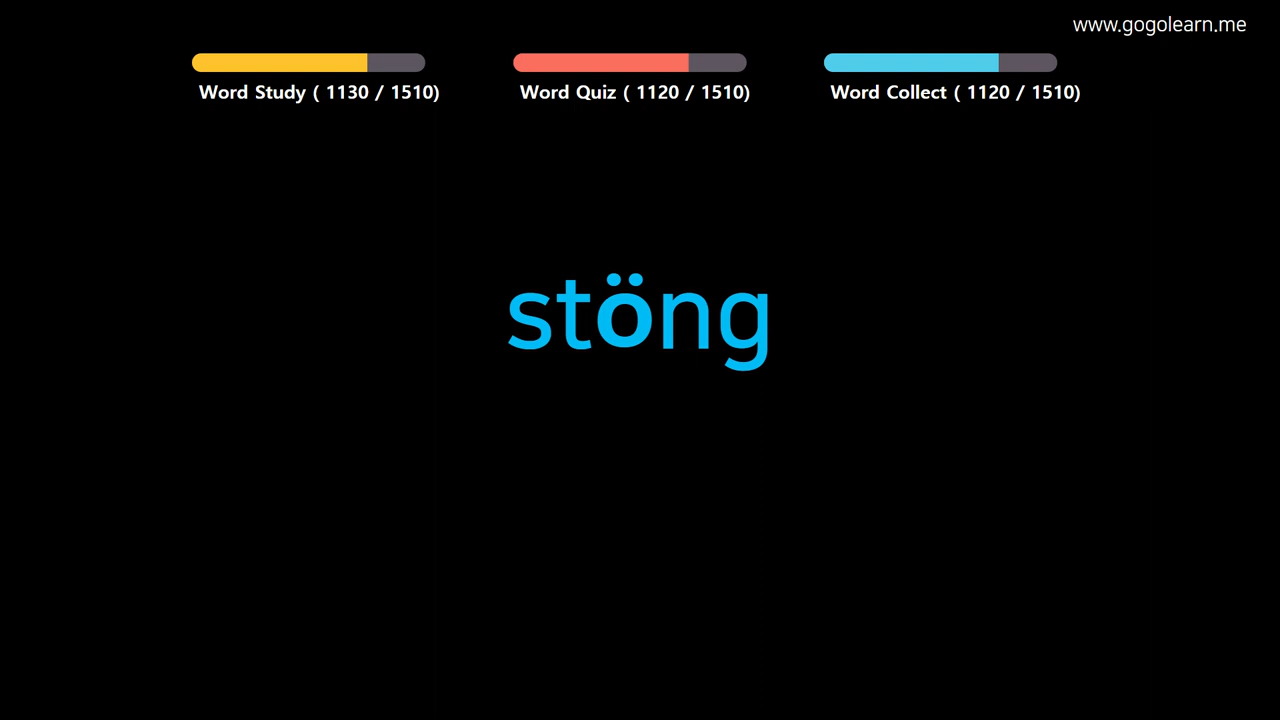 www.gogolearn.me
Word Study ( 1130 / 1510)
Word Quiz ( 1120 / 1510)
Word Collect ( 1120 / 1510)
stöng